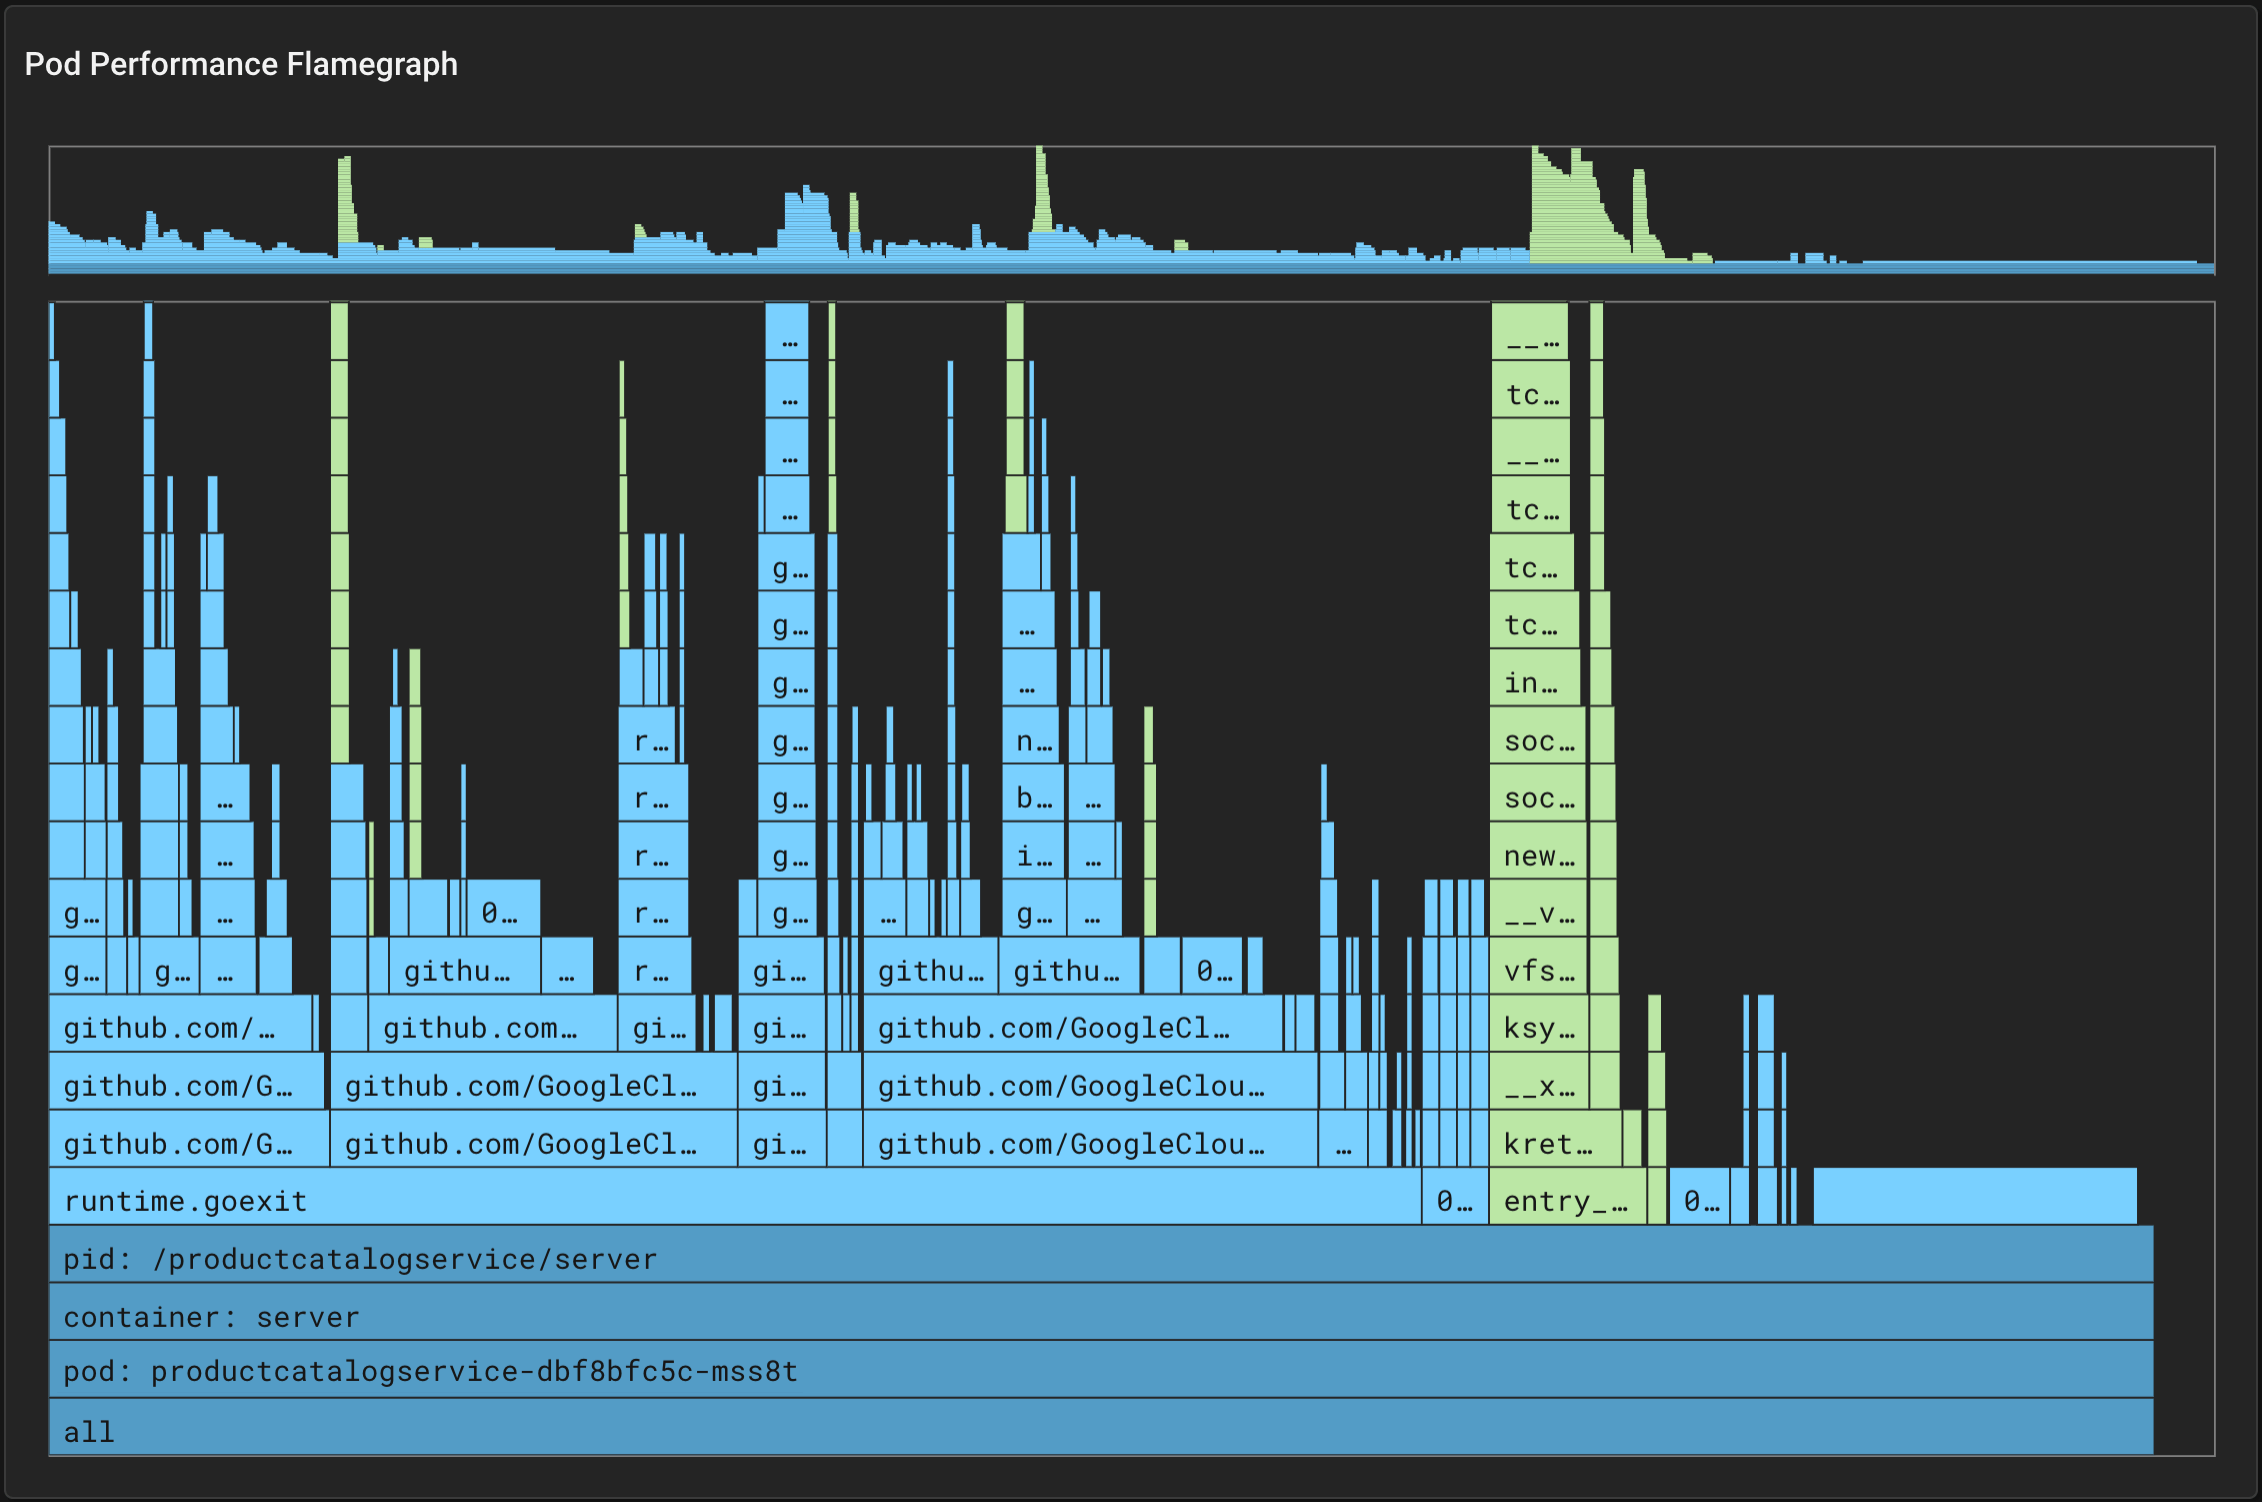 Pod Performance Flamegraph
… __…
… tc…
… __…
… tc…
g… tc…
g… … tc…
g… … in…
r… g… n… soc…
… r… g… b… … soc…
… r… g… i… … new…
g… … 0… r… g… … g… … __v…
g… g… … githu… … r… gi… githu… githu… 0… vfs…
github.com/… github.com… gi… gi… github.com/GoogleCl… ksy…
github.com/G… github.com/GoogleCl… gi… github.com/GoogleClou… __x…
github.com/G… github.com/GoogleCl… gi… github.com/GoogleClou… … kret…
runtime.goexit 0… entry_… 0…
pid: /productcatalogservice/server
container: server
pod: productcatalogservice-dbf8bfc5c-mss8t
all